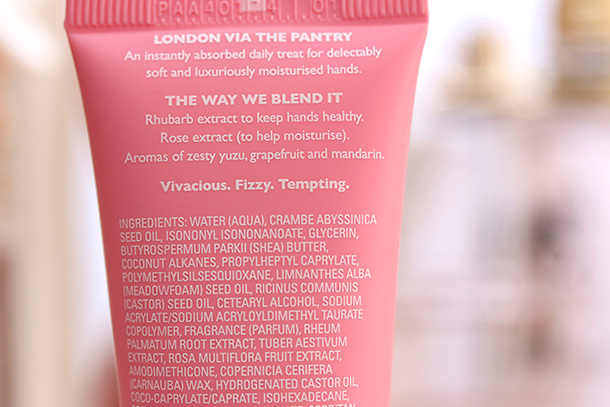 PAA404 1 01
LONDON VIA THE PANTRY
An instantly absorbed daily treat for delectably
soft and luxuriously moisturised hands.
THE WAY WE BLEND IT
Rhubarb extract to keep hands healthy.
Rose extract (to help moisturise).
Aromas of zesty yuzu, grapefruit and mandarin.
Vivacious. Fizzy. Tempting.
INGREDIENTS: WATER (AQUA), CRAMBE ABYSSINICA
SEED OIL, ISONONYL ISONONANOATE, GLYCERIN,
BUTYROSPERMUM PARKII (SHEA) BUTTER,
COCONUT ALKANES, PROPYLHEPTYL CAPRYLATE,
POLYMETHYLSILSESQUIOXANE, LIMNANTHES ALBA
(MEADOWFOAM) SEED OIL, RICINUS COMMUNIS
(CASTOR) SEED OIL, CETEARYL ALCOHOL, SODIUM
ACRYLATE/SODIUM ACRYLOYLDIMETHYL TAURATE
COPOLYMER, FRAGRANCE (PARFUM), RHEUM
PALMATUM ROOT EXTRACT, TUBER AESTIVUM
EXTRACT, ROSA MULTIFLORA FRUIT EXTRACT,
AMODIMETHICONE, COPERNICIA CERIFERA
(CARNAUBA) WAX, HYDROGENATED CASTOR OIL,
COCO-CAPRYLATE/CAPRATE, ISOHEXADECANE,